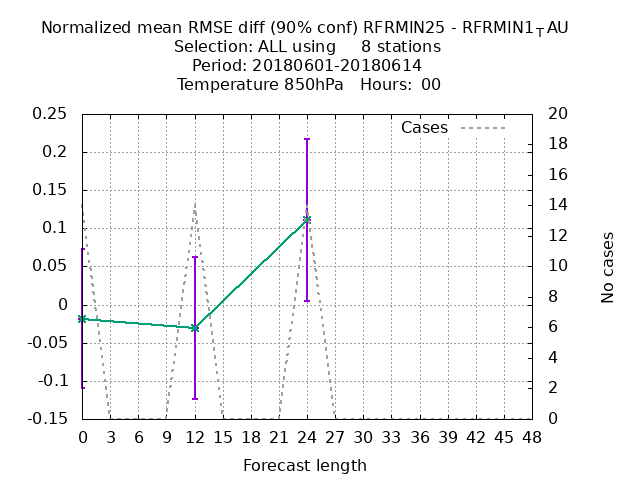 Normalized mean RMSE diff (90% conf) RFRMIN25 - RFRMIN1_TAU
Selection: ALL using     8 stations
Period: 20180601-20180614
Temperature 850hPa   Hours:  00
Cases
0.25
0.2
0.15
0.1
0.05
0
-0.05
-0.1
-0.15
20
18
16
14
12
10
8
6
4
2
0
No cases
0 3 6 9 12 15 18 21 24 27 30 33 36 39 42 45 48
Forecast length